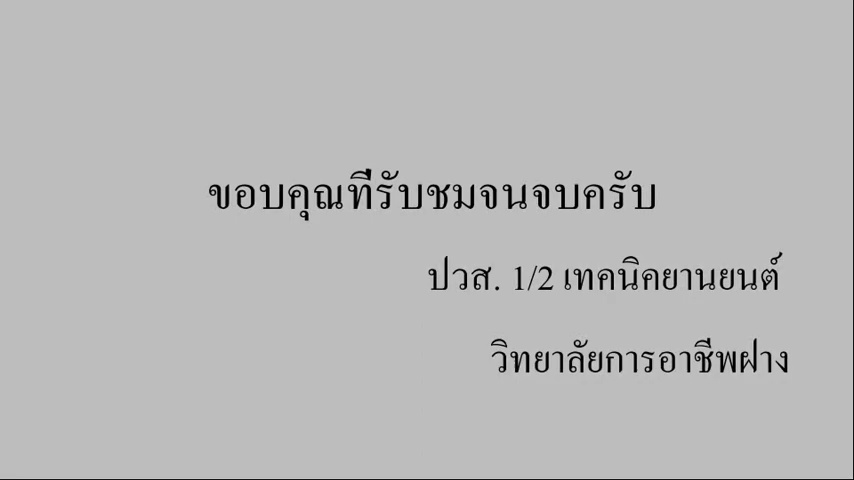 ขอบคุณที่รับชมจนจบครับ
ปวส. 1/2 เทคนิคยานยนต์
วิทยาลัยการอาชีพฝาง